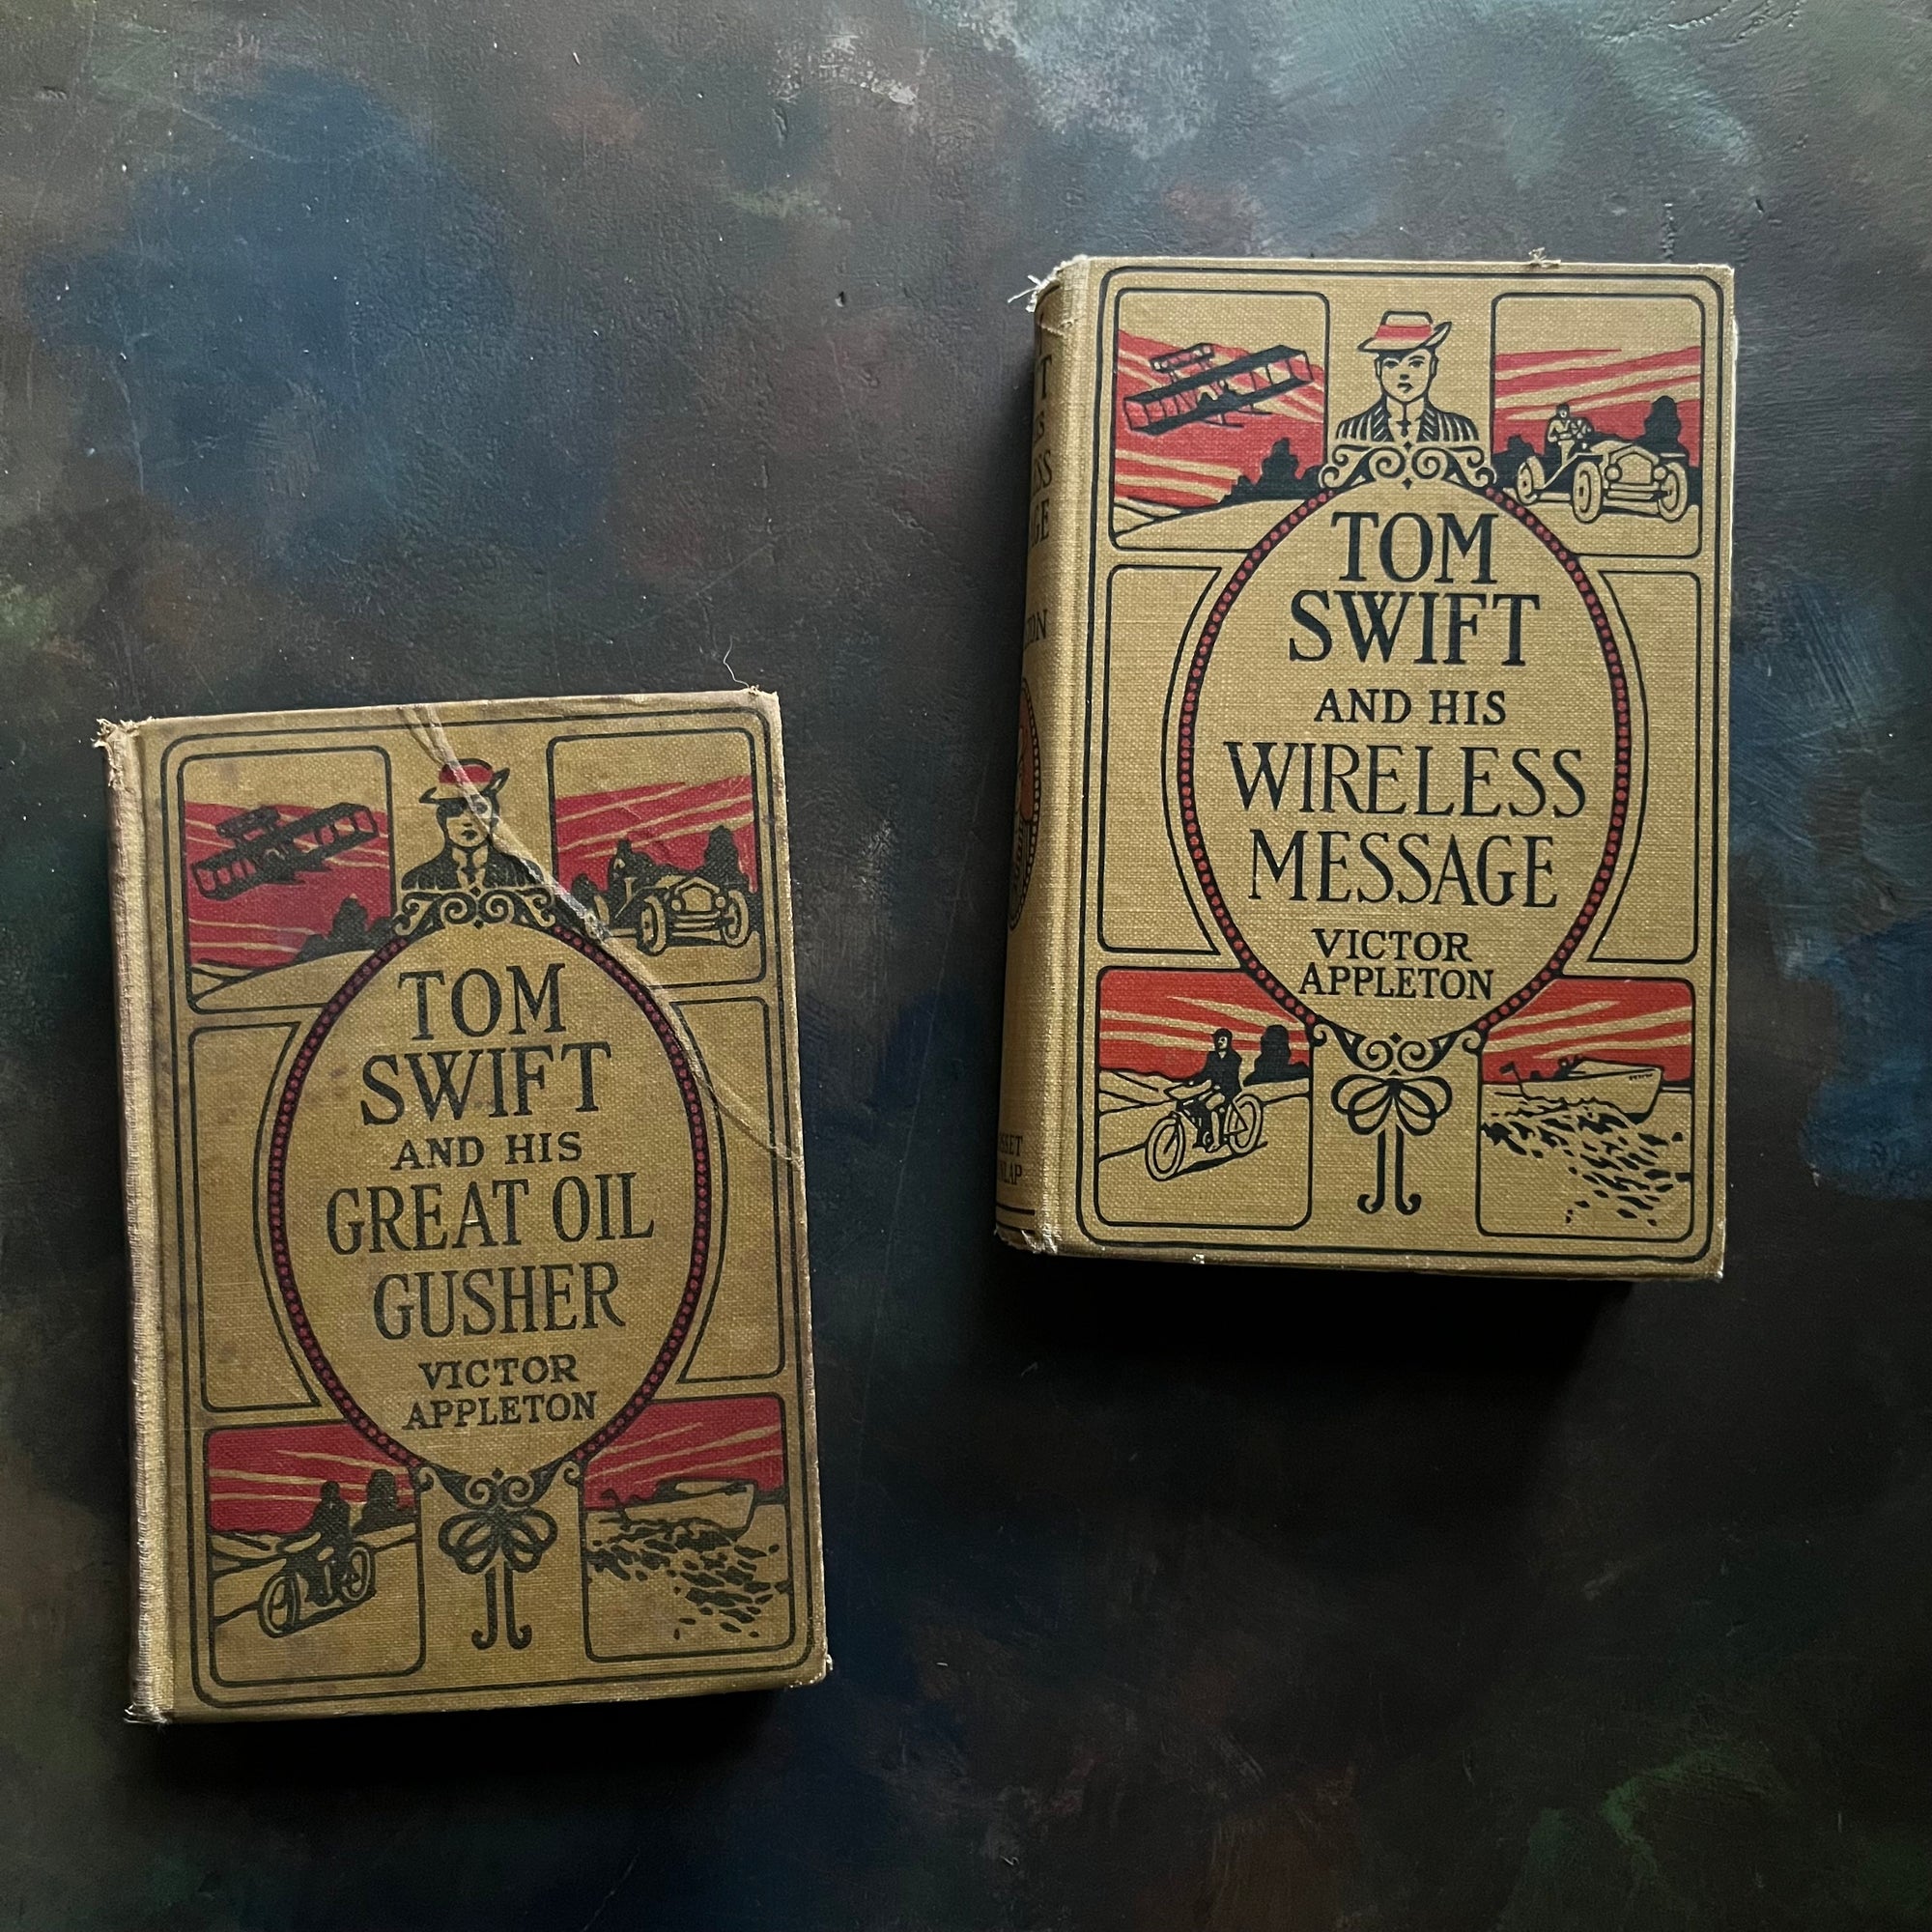 TOM
SWIFT
AND HIS
GREAT OIL
GUSHER
VICTOR
APPLETON
TOM
SWIFT
AND HIS
WIRELESS
MESSAGE
VICTOR
APPLETON